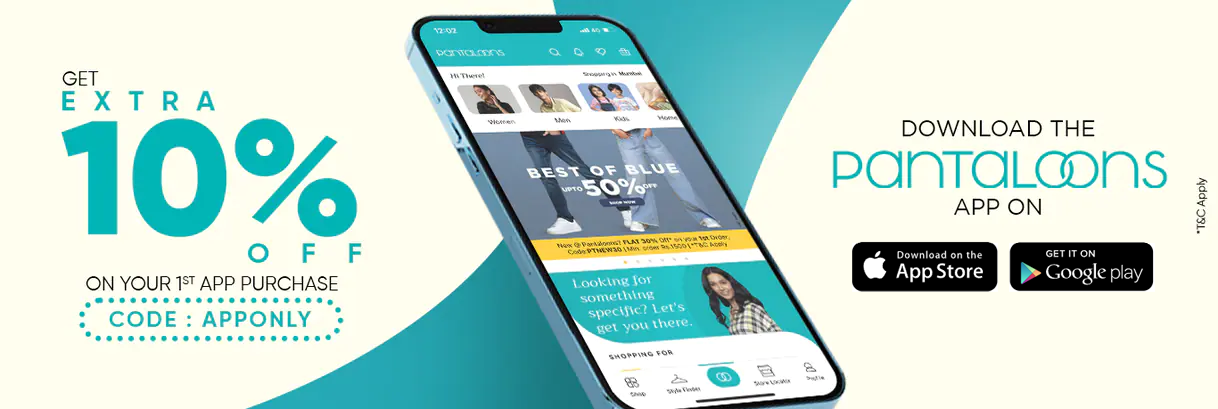 GET
EXTRA
10%
OFF
ON YOUR 1ST APP PURCHASE
CODE : APPONLY
12:02
4G
PANTALOONS
Hi There!
Shopping in Mumbai
Women
Men
Kids
Home
BEST OF BLUE
UPTO 50% OFF
SHOP NOW
New @ Pantaloons? FLAT 30% Off* on your 1st Order,
Code:PTNEW30 | Min. order Rs.1500 | *T&C Apply
Looking for
something
specific? Let's
get you there.
SHOPPING FOR
Shop
Style Finder
Store Locator
Profile
DOWNLOAD THE
PANTALOONS
APP ON
Download on the
App Store
GET IT ON
Google play
*T&C Apply